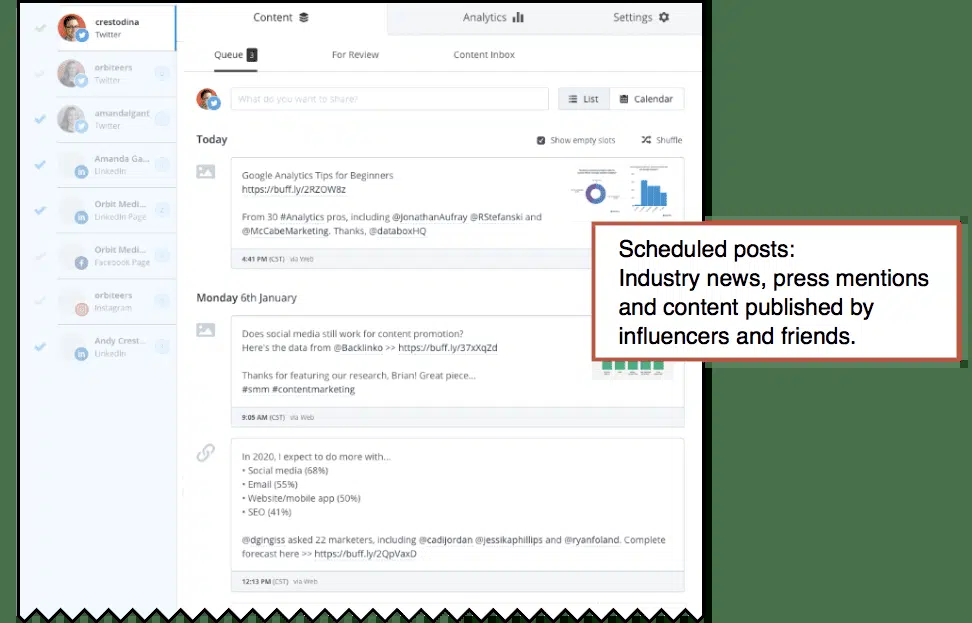 crestodina
Twitter
orbiteers
Twitter
amandalgant
Twitter
Amanda Ga...
LinkedIn
Orbit Medi...
LinkedIn Page
Orbit Medi...
Facebook Page
orbiteers
Instagram
Andy Crest...
LinkedIn
Content
Analytics
Settings
Queue 3
For Review
Content Inbox
What do you want to share?
List
Calendar
Today
Show empty slots
Shuffle
Google Analytics Tips for Beginners
https://buff.ly/2RZOW8z
From 30 #Analytics pros, including @JonathanAufray @RStefanski and
@McCabeMarketing. Thanks, @databoxHQ
4:41 PM (CST) via Web
Scheduled posts:
Industry news, press mentions
and content published by
influencers and friends.
Monday 6th January
Does social media still work for content promotion?
Here's the data from @Backlinko >> https://buff.ly/37xXqZd
Thanks for featuring our research, Brian! Great piece...
#smm #contentmarketing
9:05 AM (CST) via Web
In 2020, I expect to do more with...
• Social media (68%)
• Email (55%)
• Website/mobile app (50%)
• SEO (41%)
@dgingiss asked 22 marketers, including @cadijordan @jessikaphillips and @ryanfoland. Complete
forecast here >> https://buff.ly/2QpVaxD
12:13 PM (CST) via Web